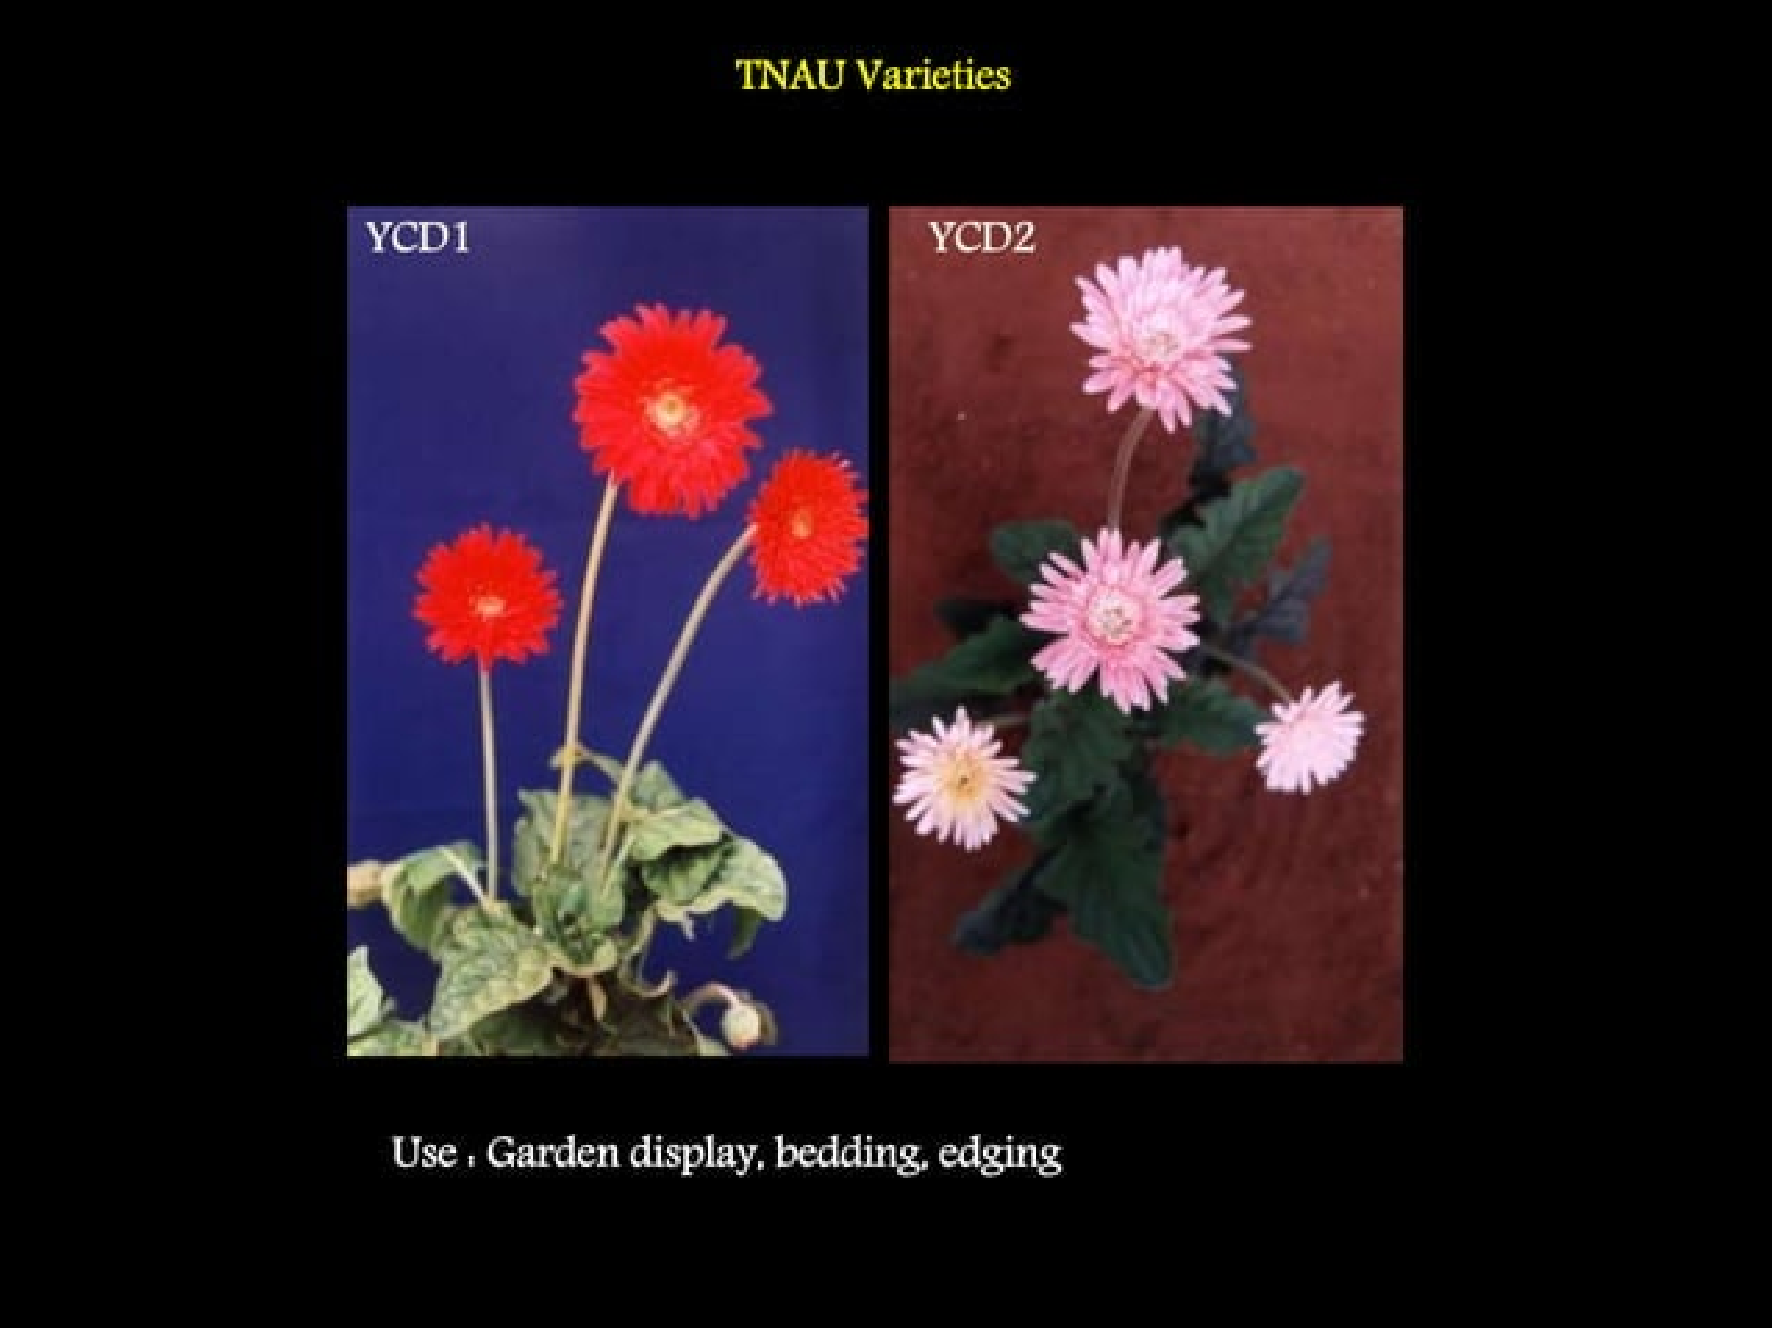 TNAU Varieties
YCD1
YCD2
Use : Garden display, bedding, edging